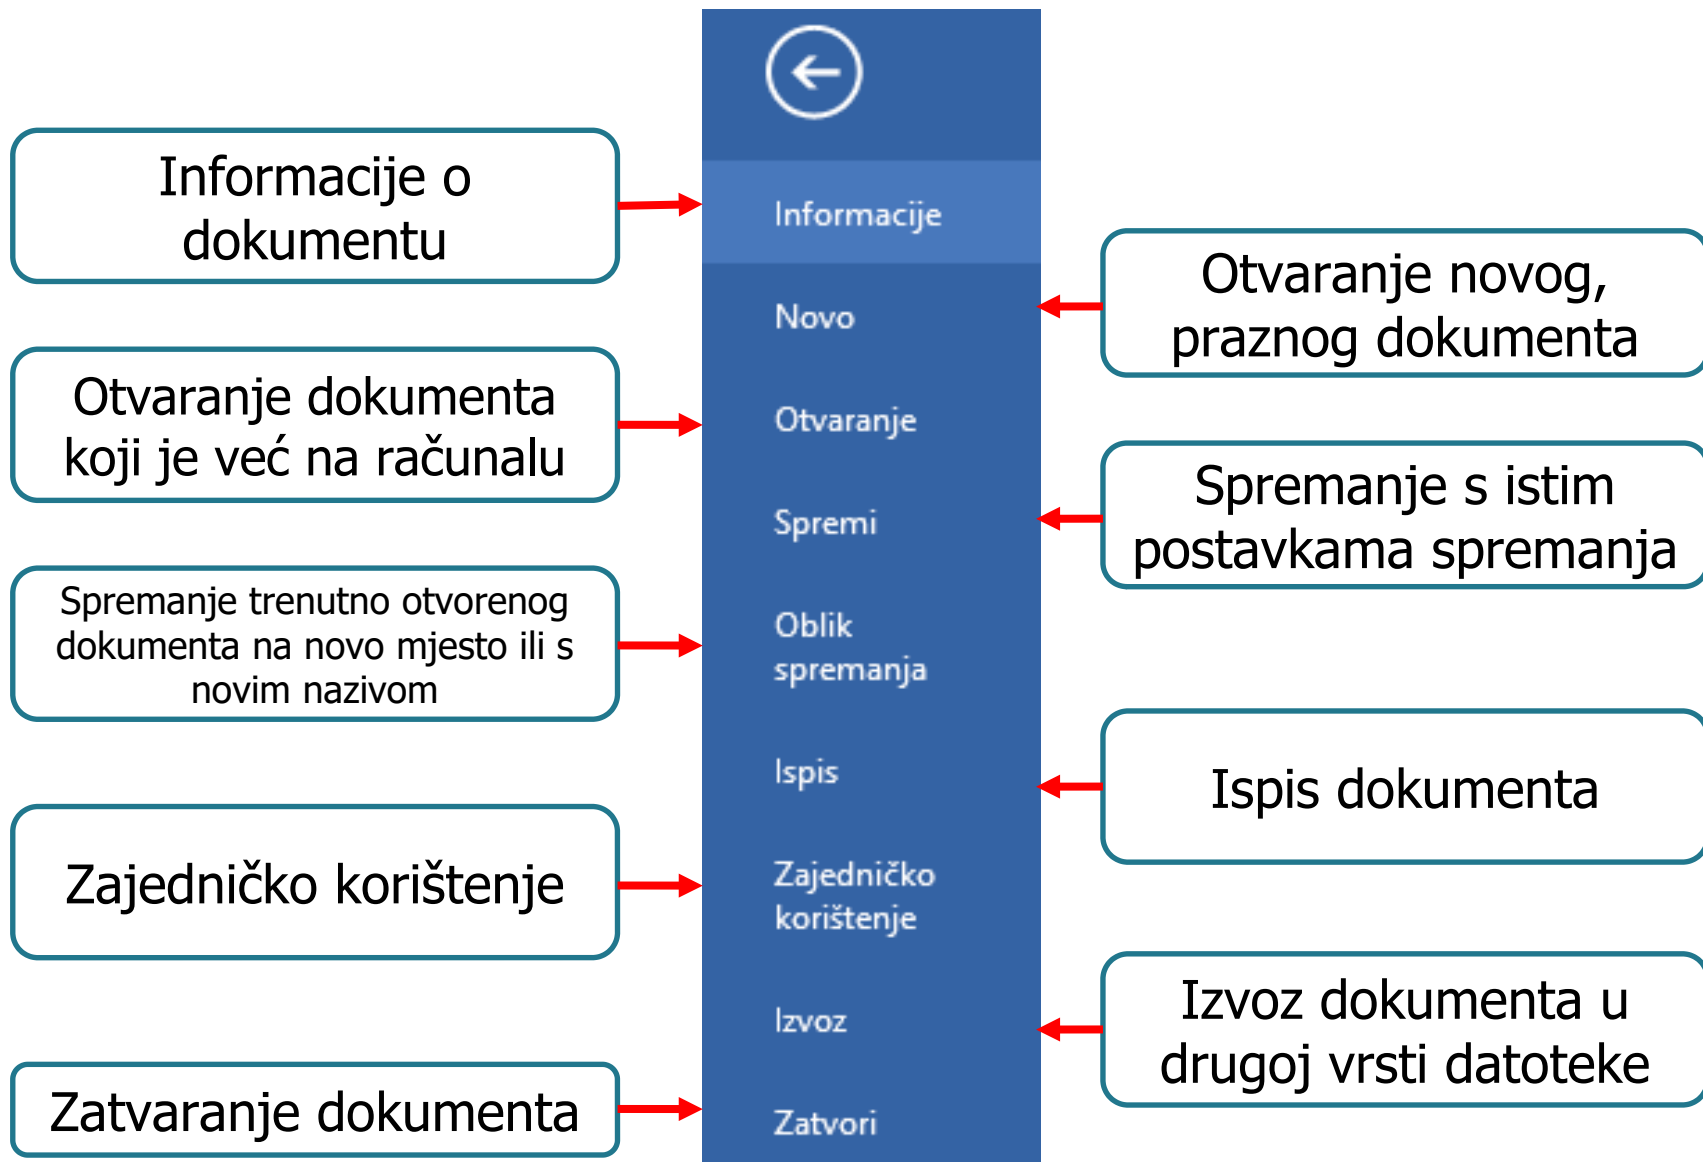 Informacije o
dokumentu
Otvaranje dokumenta
koji je već na računalu
Spremanje trenutno otvorenog
dokumenta na novo mjesto ili s
novim nazivom
Zajedničko korištenje
Zatvaranje dokumenta
Informacije
Novo
Otvaranje
Spremi
Oblik
spremanja
Ispis
Zajedničko
korištenje
Izvoz
Zatvori
Otvaranje novog,
praznog dokumenta
Spremanje s istim
postavkama spremanja
Ispis dokumenta
Izvoz dokumenta u
drugoj vrsti datoteke